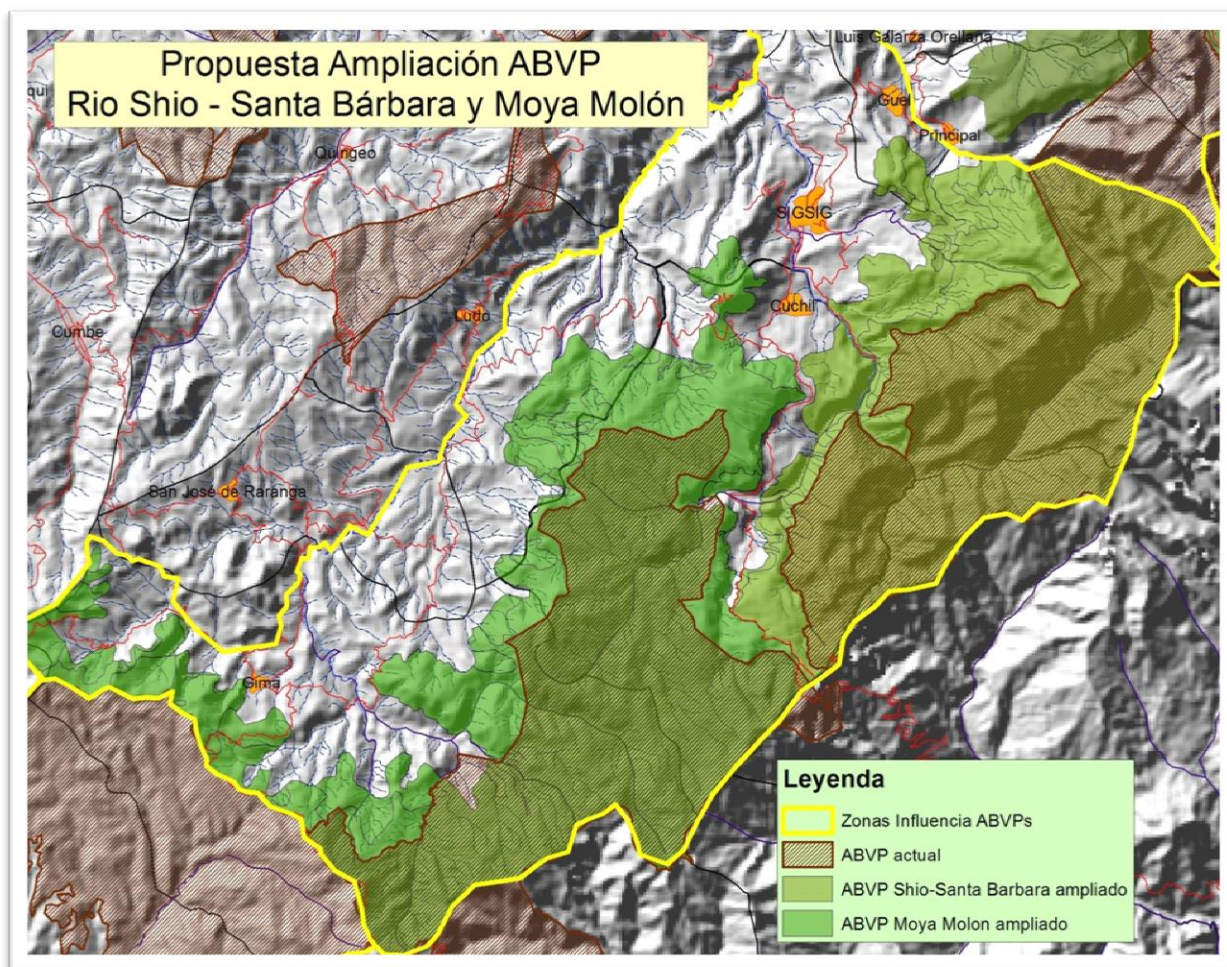 Propuesta Ampliación ABVP
Rio Shio - Santa Bárbara y Moya Molón
Luis Galarza Orellana
qui
Guel
Principal
Quingeo
SIGSIG
Cuchil
Ludo
Cumbe
San José de Raranga
Gima
Leyenda
Zonas Influencia ABVPs
ABVP actual
ABVP Shio-Santa Barbara ampliado
ABVP Moya Molon ampliado